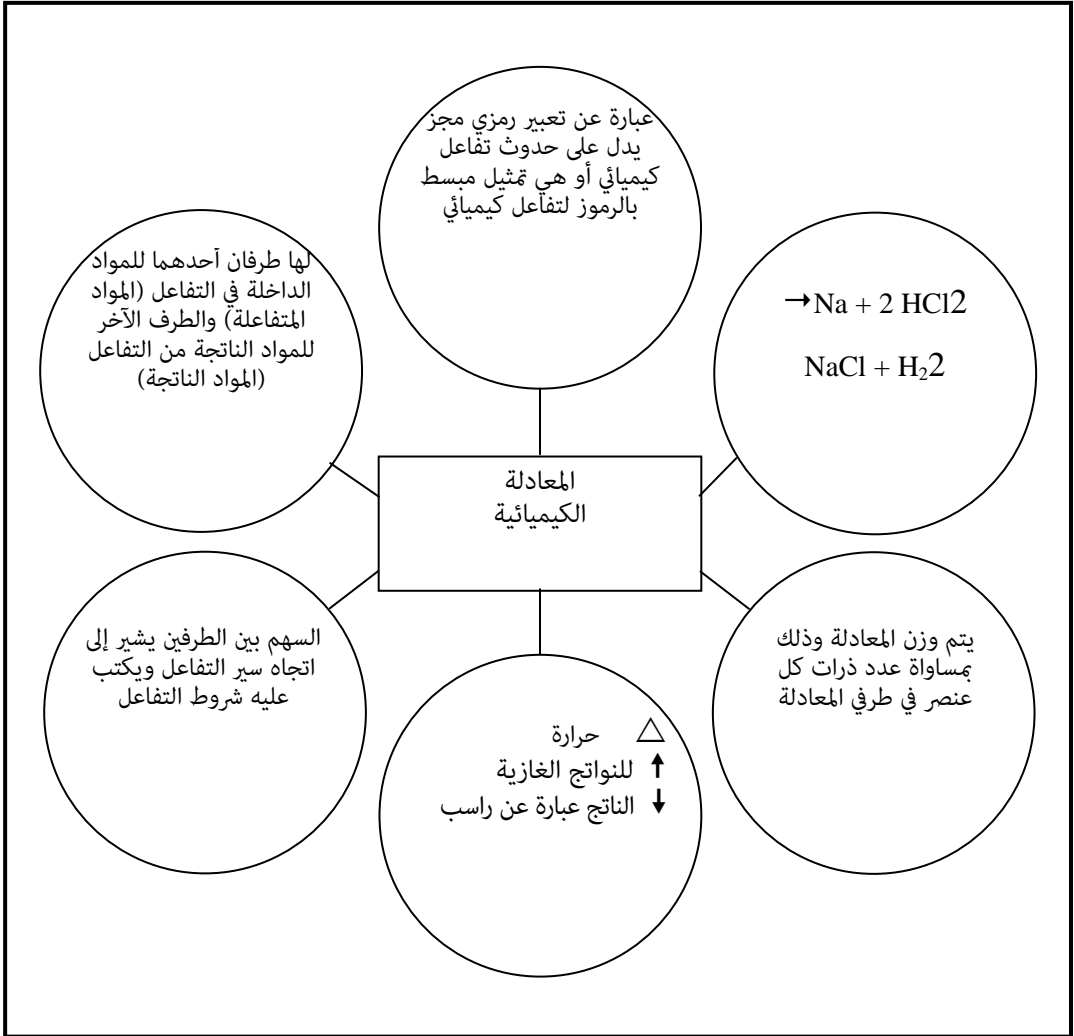 عبارة عن تعبير رمزي مجز
يدل على حدوث تفاعل
كيميائي أو هي تمثيل مبسط
بالرموز لتفاعل كيميائي
→Na + 2 HCl2
NaCl + H₂2
لها طرفان أحدهما للمواد
الداخلة في التفاعل (المواد
المتفاعلة) والطرف الآخر
للمواد الناتجة من التفاعل
(المواد الناتجة)
المعادلة
الكيميائية
يتم وزن المعادلة وذلك
بمساواة عدد ذرات كل
عنصر في طرفي المعادلة
السهم بين الطرفين يشير إلى
اتجاه سير التفاعل ويكتب
عليه شروط التفاعل
△ حرارة
↑ للنواتج الغازية
↓ الناتج عبارة عن راسب